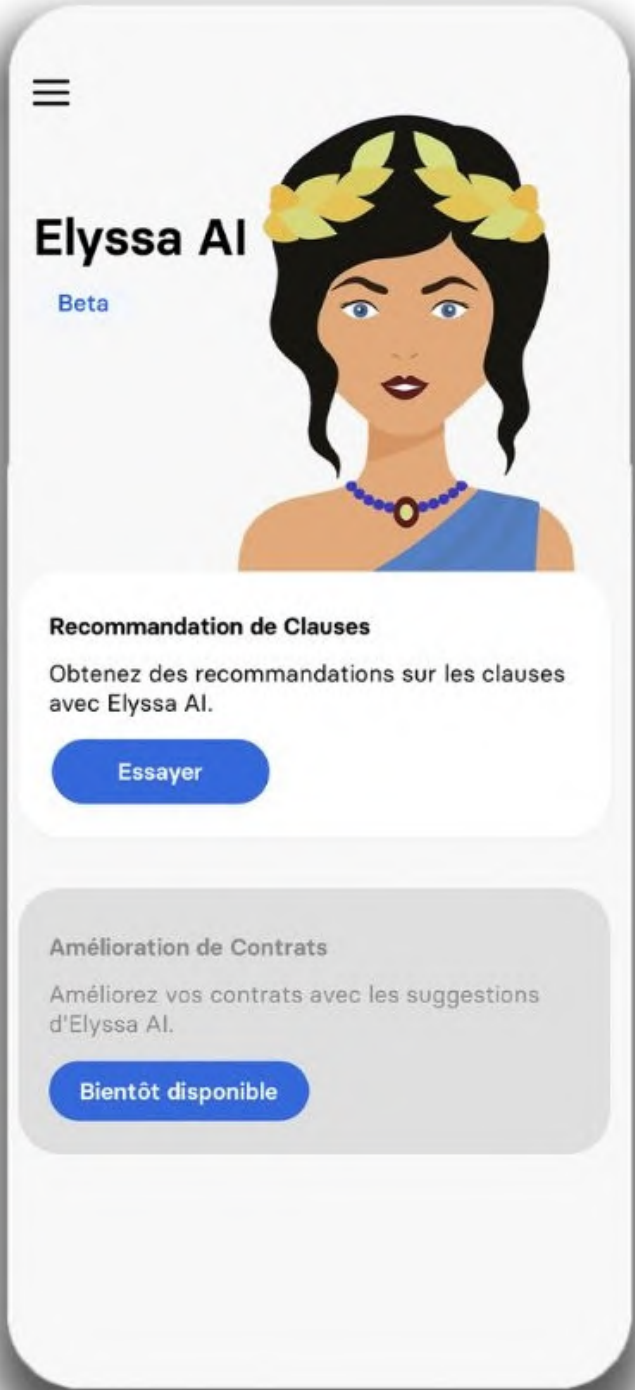 Elyssa AI
Beta
Recommandation de Clauses
Obtenez des recommandations sur les clauses
avec Elyssa AI.
Essayer
Amélioration de Contrats
Améliorez vos contrats avec les suggestions
d'Elyssa AI.
Bientôt disponible